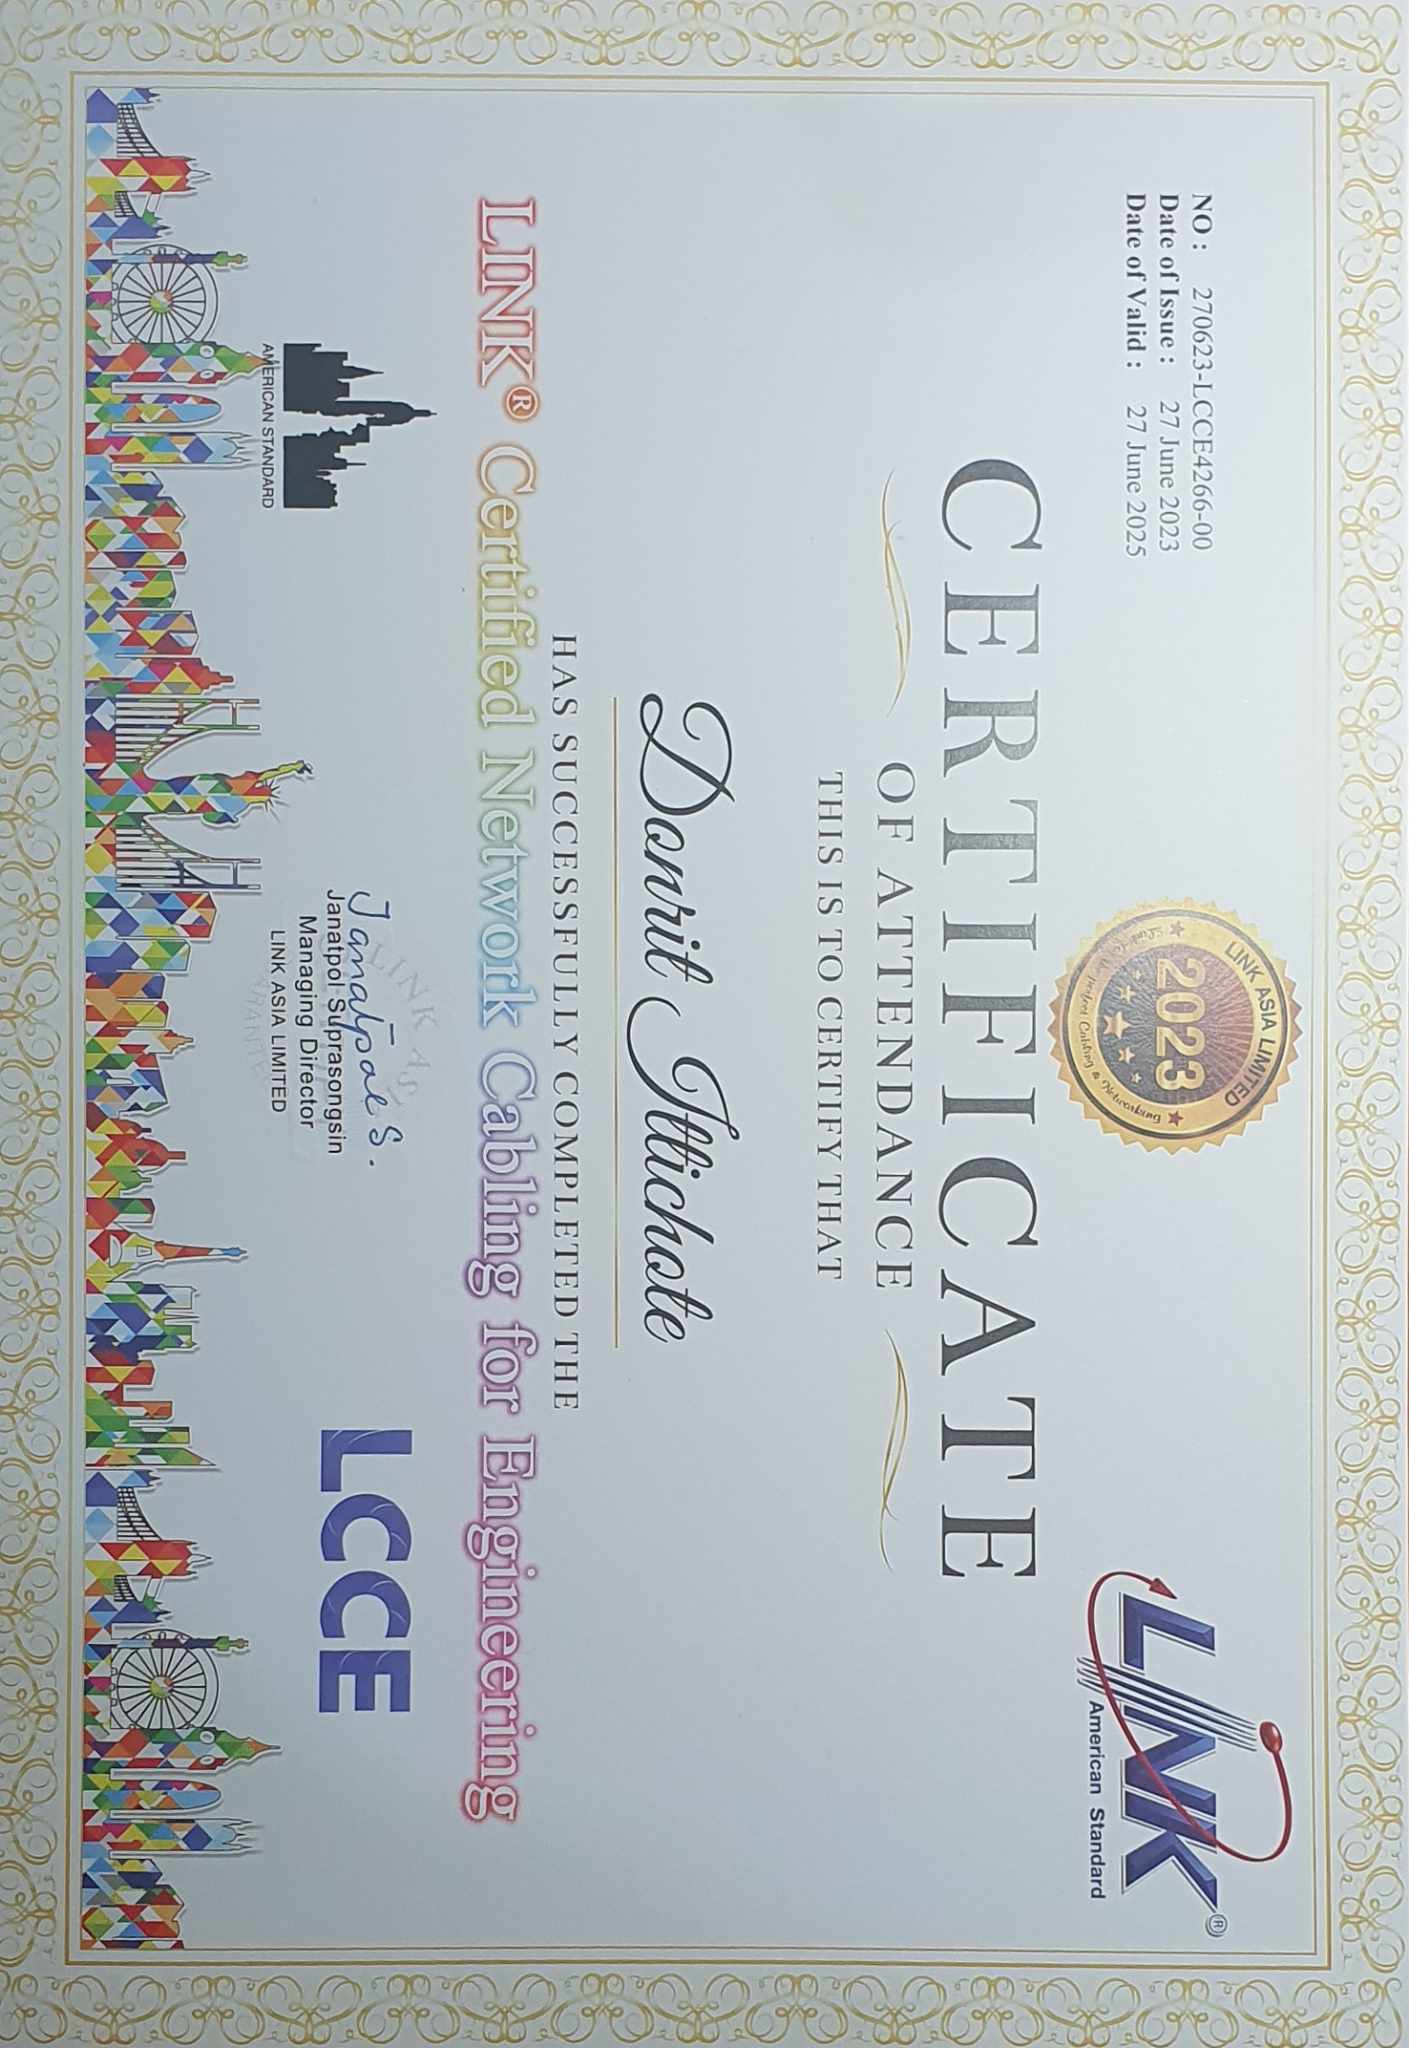 NO : 270623-LCCE4266-00
Date of Issue : 27 June 2023
Date of Valid : 27 June 2025
LINK ASIA LIMITED
2023
perfect Cabling & Networking
LINK®
American Standard
CERTIFICATE
OF ATTENDANCE
THIS IS TO CERTIFY THAT
Donrit Ittichote
HAS SUCCESSFULLY COMPLETED THE
LINK® Certified Network Cabling for Engineering
AMERICAN STANDARD
LINK ASI
Janatpol S.
Janatpol Suprasongsin
Managing Director
LINK ASIA LIMITED
LCCE